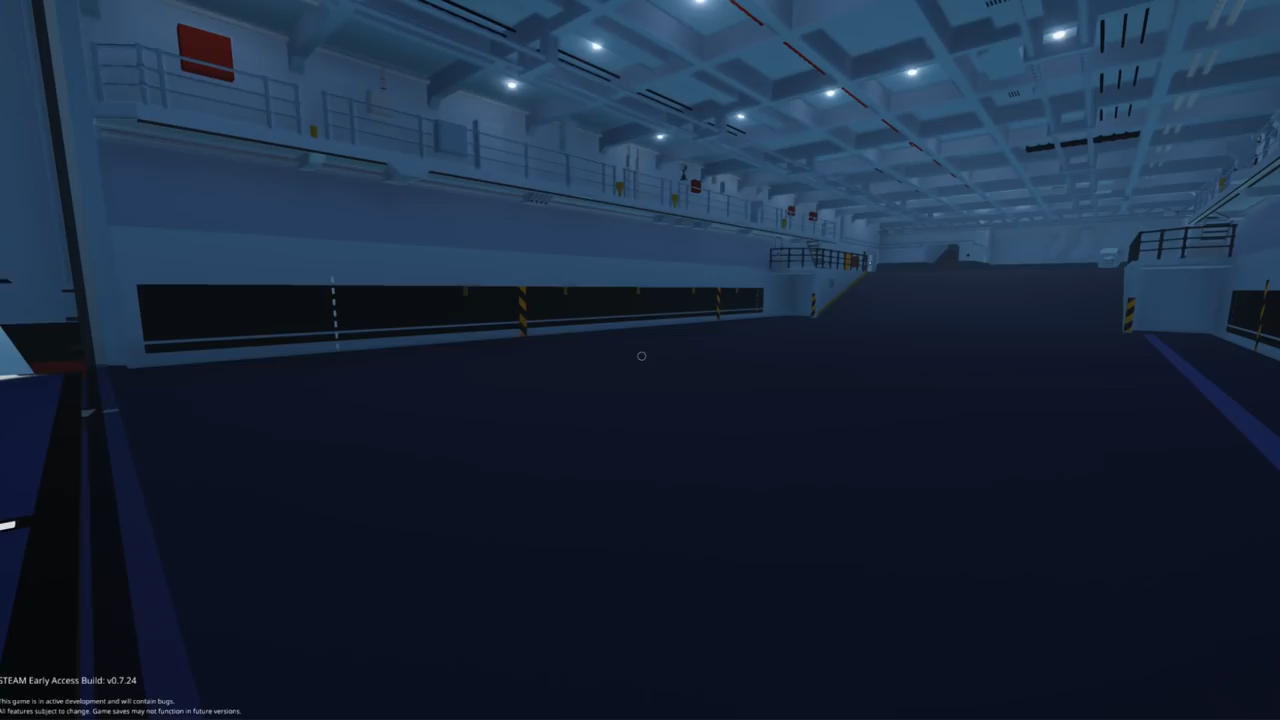 STEAM Early Access Build: v0.7.24
This game is in active development and will contain bugs.
All features subject to change. Game saves may not function in future versions.